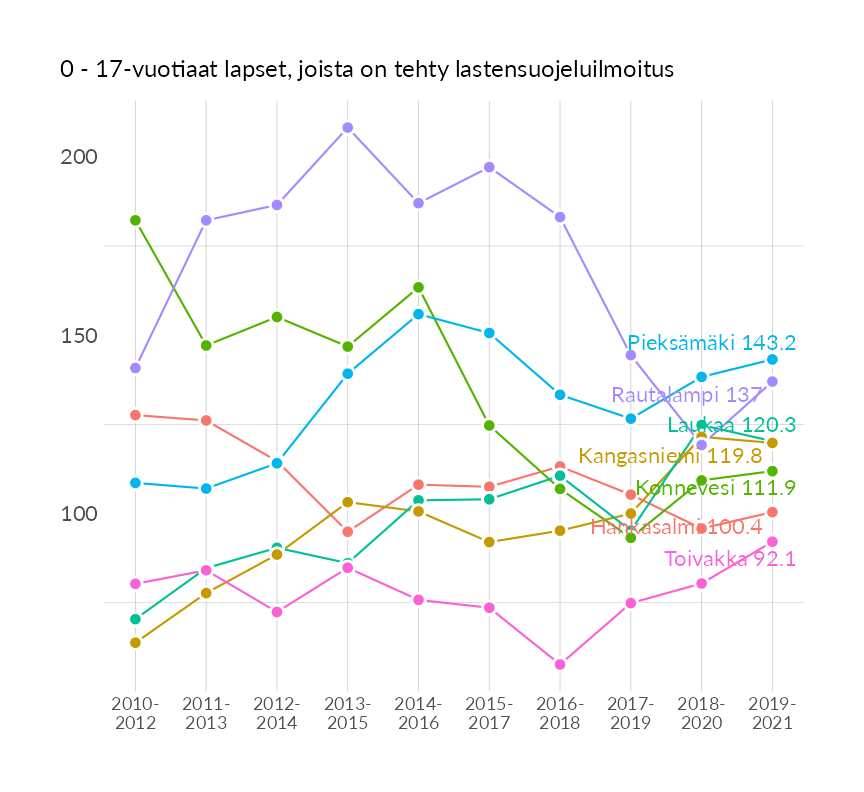 0 - 17-vuotiaat lapset, joista on tehty lastensuojeluilmoitus
200
150
100
Pieksämäki 143.2
Rautalampi 137
Laukaa 120.3
Kangasniemi 119.8
Konnevesi 111.9
Hankasalmi 100.4
Toivakka 92.1
2010- 2011- 2012- 2013- 2014- 2015- 2016- 2017- 2018- 2019-
2012 2013 2014 2015 2016 2017 2018 2019 2020 2021